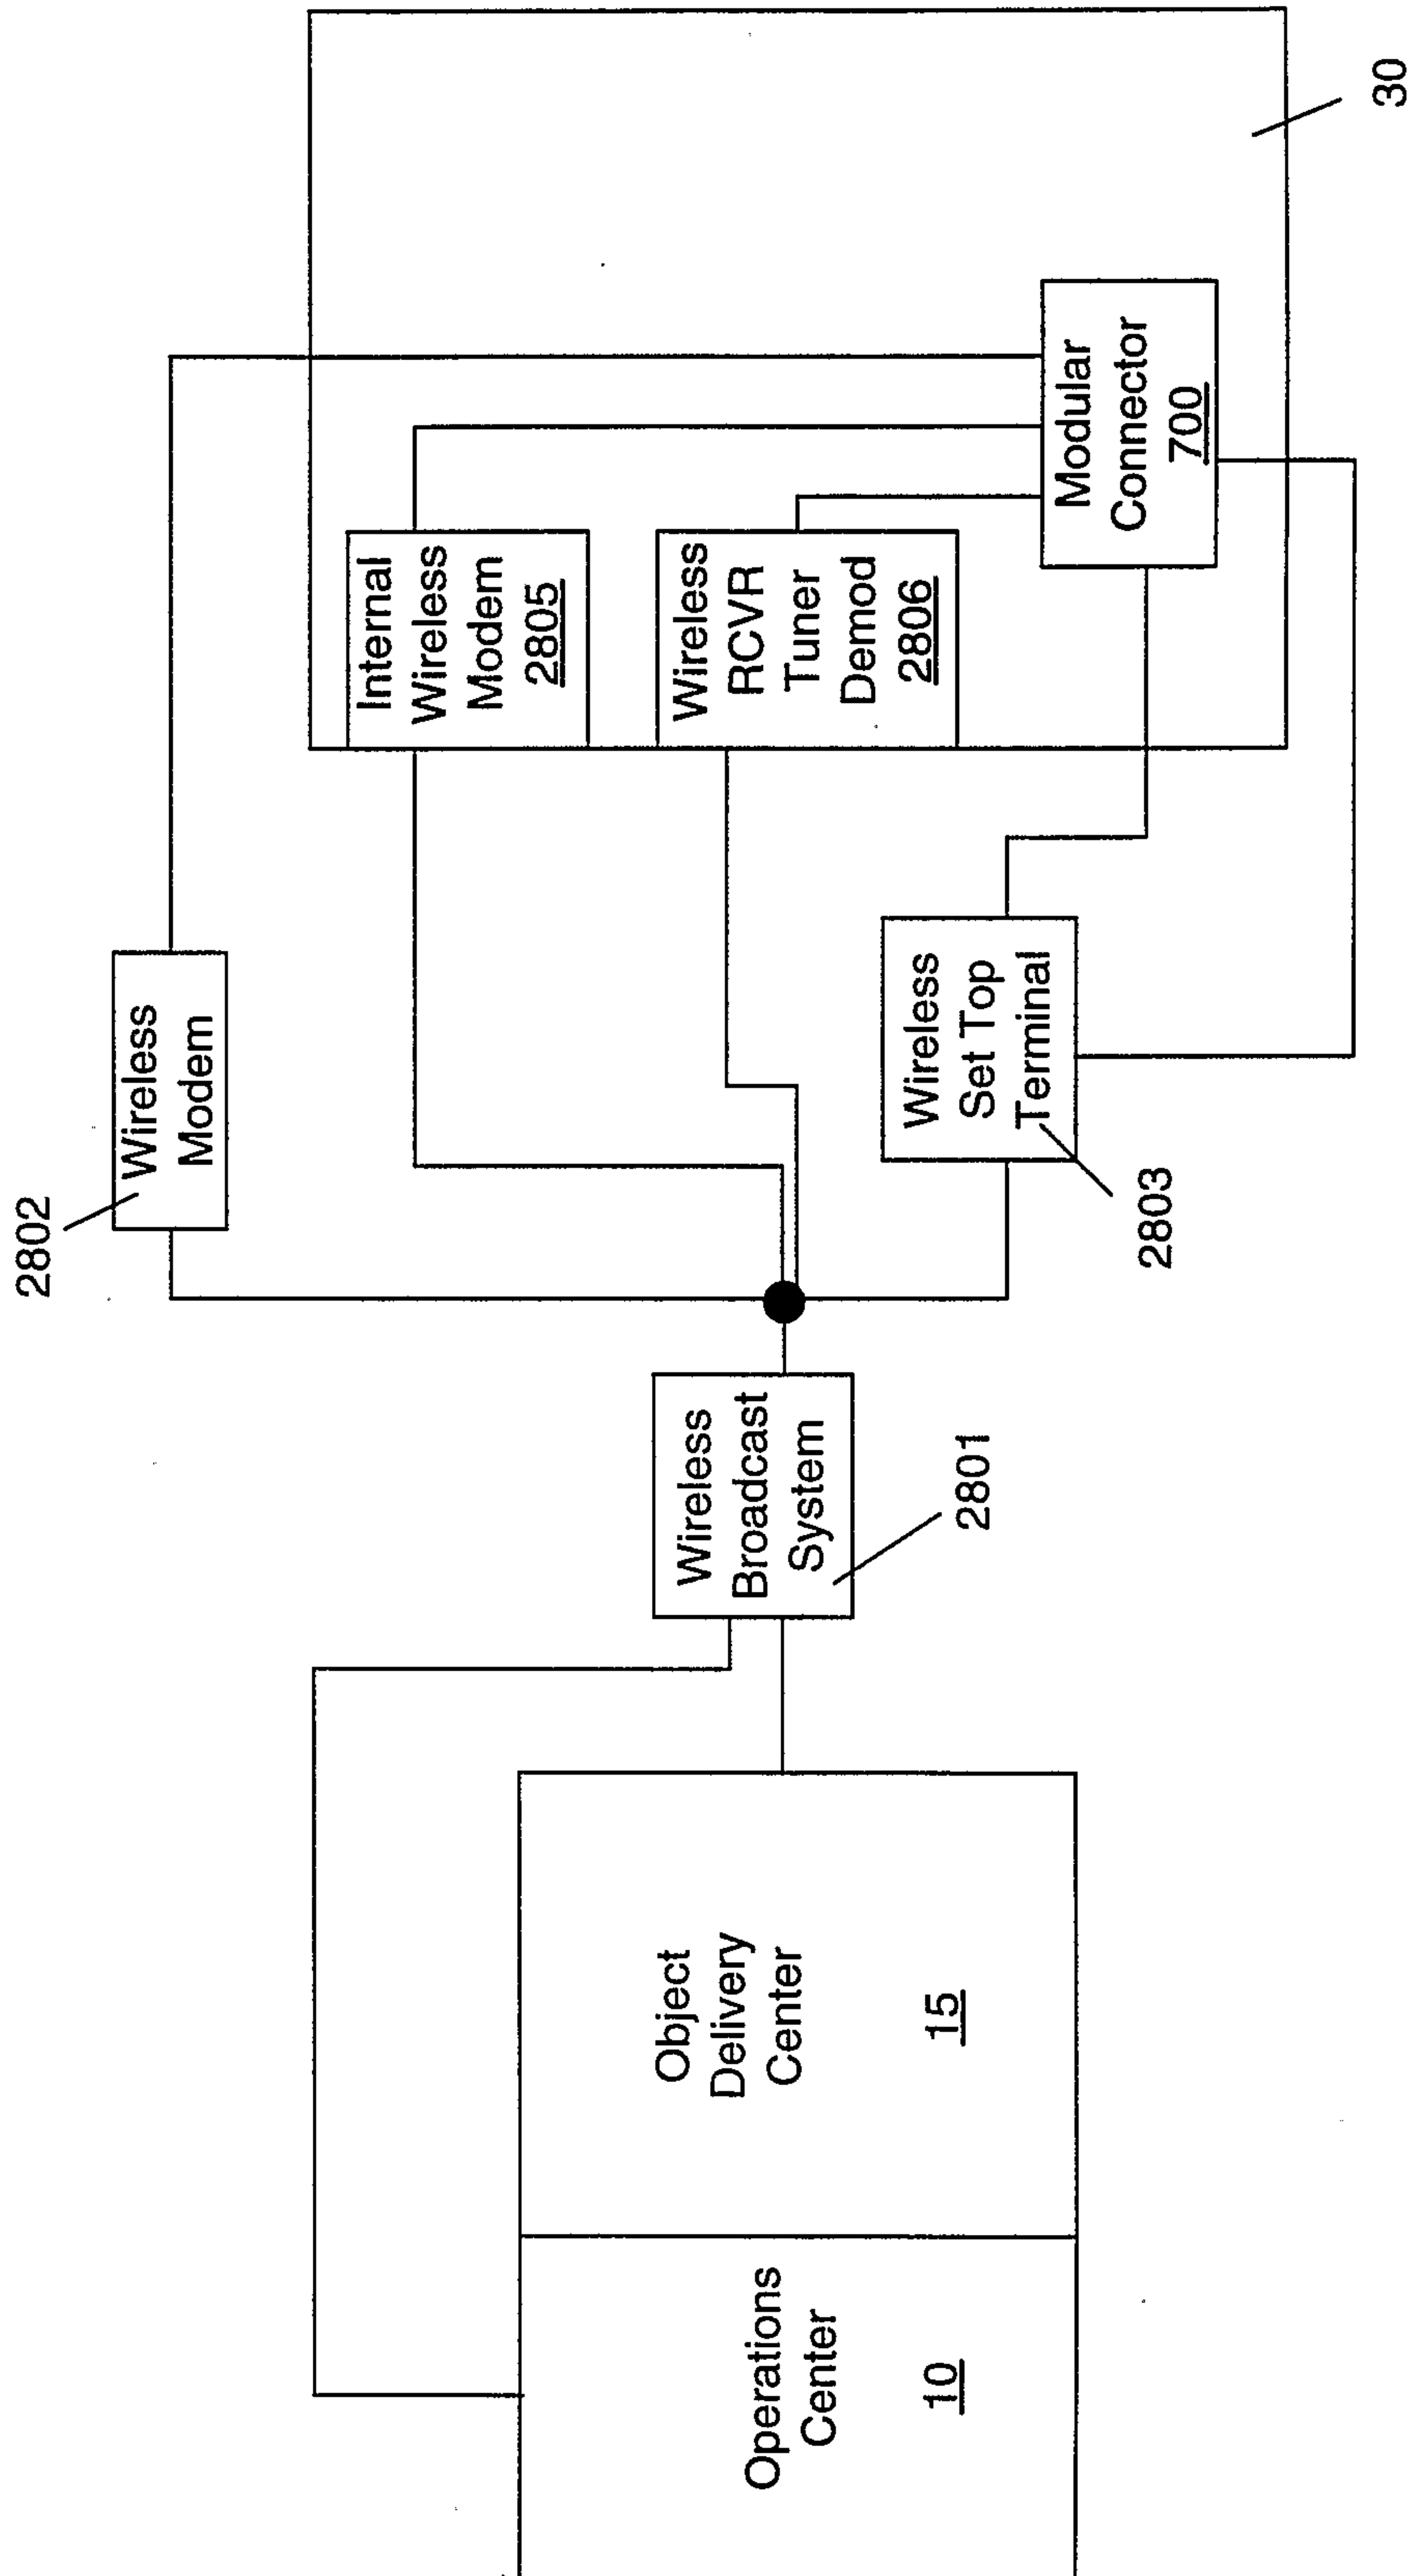 Operations
Center
10
Object
Delivery
Center
15
Wireless
Broadcast
System
2801
2802
Wireless
Modem
Wireless
Set Top
Terminal
2803
Internal
Wireless
Modem
2805
Wireless
RCVR
Tuner
Demod
2806
Modular
Connector
700
30